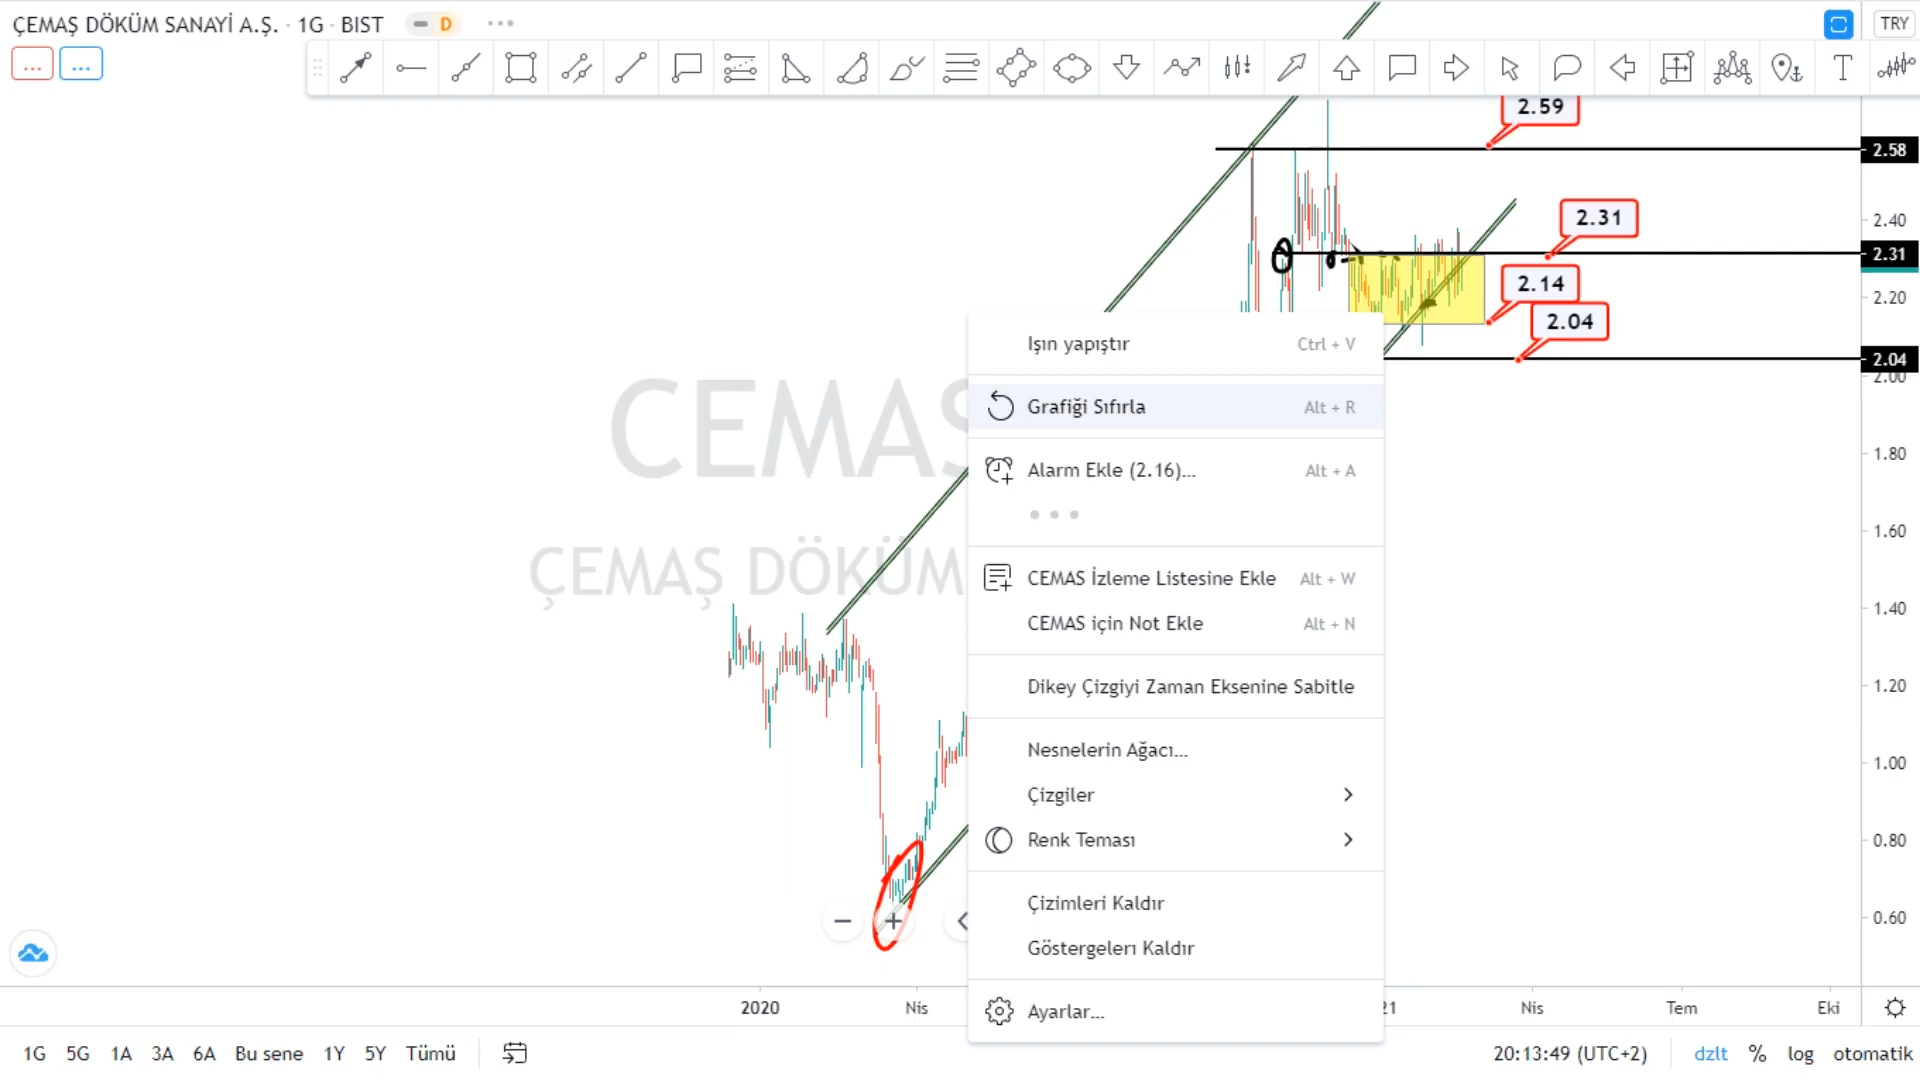 ÇEMAŞ DÖKÜM SANAYİ A.Ş. · 1G · BIST
D
TRY
2.59
2.58
2.40
2.31
2.31
2.14
2.20
2.04
2.04
2.00
CEMAS
ÇEMAŞ DÖKÜM
Işın yapıştır Ctrl + V
Grafiği Sıfırla Alt + R
Alarm Ekle (2.16)... Alt + A
CEMAS İzleme Listesine Ekle Alt + W
CEMAS için Not Ekle Alt + N
Dikey Çizgiyi Zaman Eksenine Sabitle
Nesnelerin Ağacı...
Çizgiler
Renk Teması
Çizimleri Kaldır
Göstergeleri Kaldır
Ayarlar...
1.80
1.60
1.40
1.20
1.00
0.80
0.60
2020 Nis 21 Nis Tem Eki
1G 5G 1A 3A 6A Bu sene 1Y 5Y Tümü 20:13:49 (UTC+2) dzlt % log otomatik